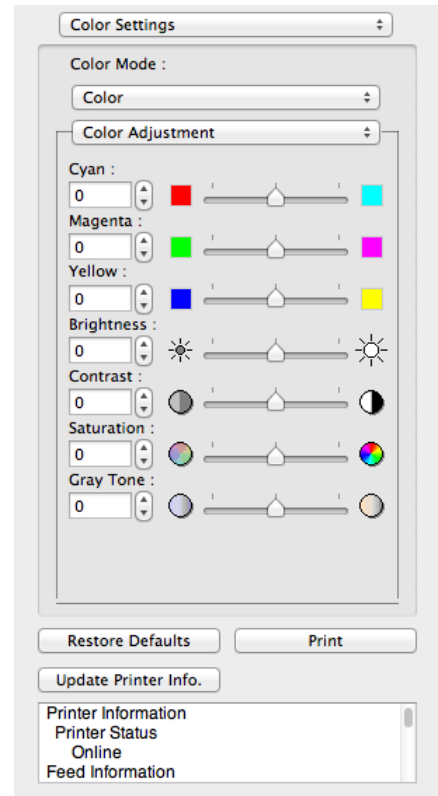 Color Settings
Color Mode :
Color
Color Adjustment
Cyan :
0
Magenta :
0
Yellow :
0
Brightness :
0
Contrast :
0
Saturation :
0
Gray Tone :
0
Restore Defaults Print
Update Printer Info.
Printer Information
Printer Status
Online
Feed Information